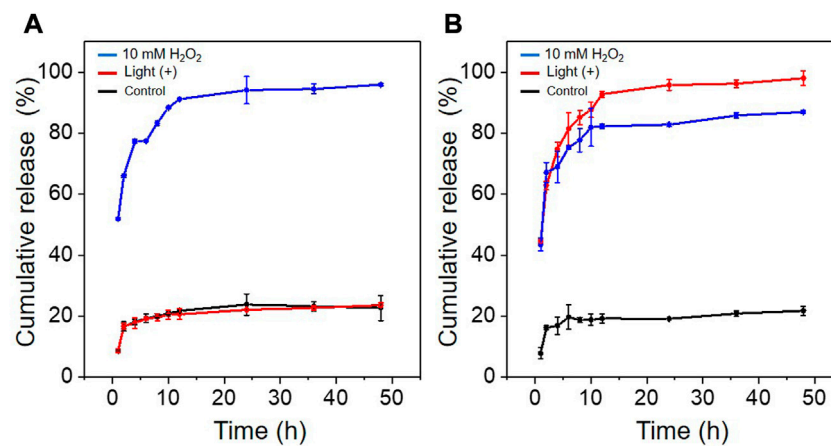 A
10 mM H₂O₂
Light (+)
Control
Cumulative release (%)
100
80
60
40
20
0
0 10 20 30 40 50
Time (h)
B
10 mM H₂O₂
Light (+)
Control
Cumulative release (%)
100
80
60
40
20
0
0 10 20 30 40 50
Time (h)